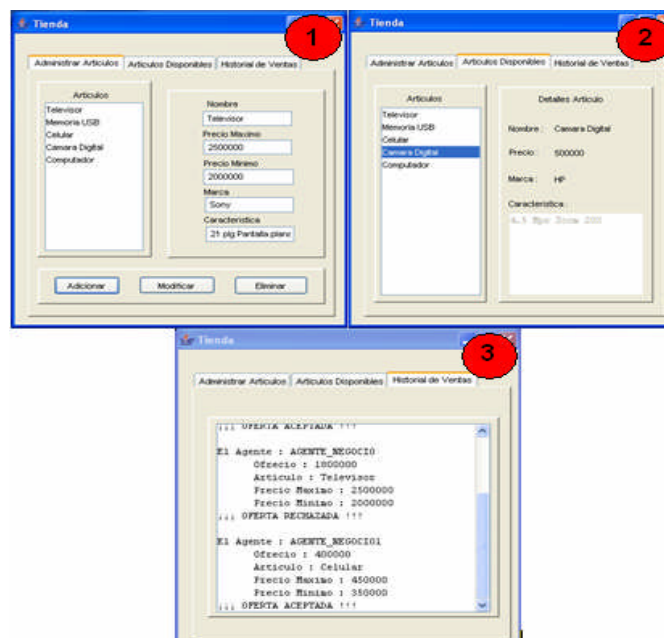 Tienda
1
Administrar Articulos Articulos Disponibles Historial de Ventas
Articulos
Televisor
Memoria USB
Celular
Camara Digital
Computador
Nombre
Televisor
Precio Maximo
2500000
Precio Minimo
2000000
Marca
Sony
Caracteristica
21 plg Pantalla plana
Adicionar Modificar Eliminar
Tienda
2
Administrar Articulos Articulos Disponibles Historial de Ventas
Articulos
Televisor
Memoria USB
Celular
Camara Digital
Computador
Detalles Articulo
Nombre : Camara Digital
Precio : 500000
Marca : HP
Caracteristica :
Tienda
3
Administrar Articulos Articulos Disponibles Historial de Ventas
¡¡¡ OFERTA ACEPTADA !!!
El Agente : AGENTE_NEGOCIO
Ofrecio : 1800000
Articulo : Televisor
Precio Maximo : 2500000
Precio Minimo : 2000000
¡¡¡ OFERTA RECHAZADA !!!
El Agente : AGENTE_NEGOCIO1
Ofrecio : 400000
Articulo : Celular
Precio Maximo : 450000
Precio Minimo : 350000
¡¡¡ OFERTA ACEPTADA !!!